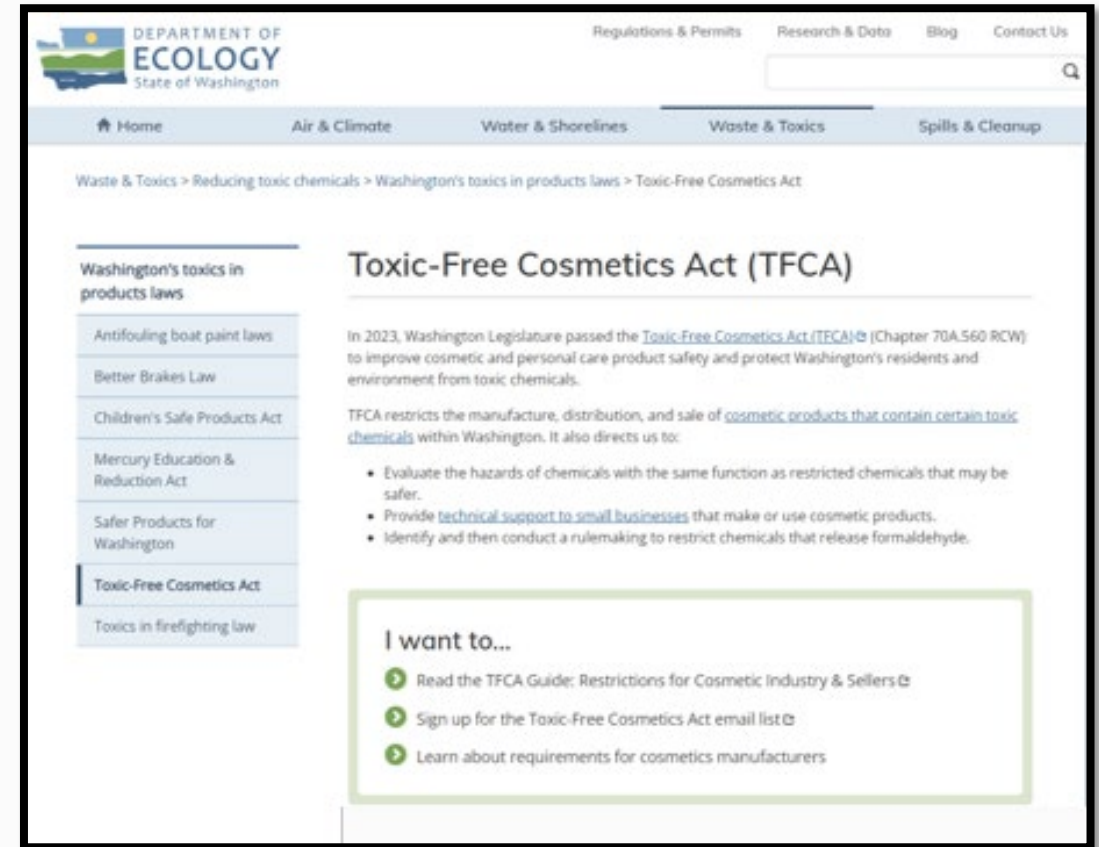 DEPARTMENT OF
ECOLOGY
State of Washington
Regulations & Permits Research & Data Blog Contact Us
Home Air & Climate Water & Shorelines Waste & Toxics Spills & Cleanup
Waste & Toxics > Reducing toxic chemicals > Washington's toxics in products laws > Toxic-Free Cosmetics Act
Washington's toxics in
products laws
Antifouling boat paint laws
Better Brakes Law
Children's Safe Products Act
Mercury Education &
Reduction Act
Safer Products for
Washington
Toxic-Free Cosmetics Act
Toxics in firefighting law
Toxic-Free Cosmetics Act (TFCA)
In 2023, Washington Legislature passed the Toxic-Free Cosmetics Act (TFCA) (Chapter 70A.560 RCW)
to improve cosmetic and personal care product safety and protect Washington's residents and
environment from toxic chemicals.
TFCA restricts the manufacture, distribution, and sale of cosmetic products that contain certain toxic
chemicals within Washington. It also directs us to:
• Evaluate the hazards of chemicals with the same function as restricted chemicals that may be
safer.
• Provide technical support to small businesses that make or use cosmetic products.
• Identify and then conduct a rulemaking to restrict chemicals that release formaldehyde.
I want to...
Read the TFCA Guide: Restrictions for Cosmetic Industry & Sellers
Sign up for the Toxic-Free Cosmetics Act email list
Learn about requirements for cosmetics manufacturers